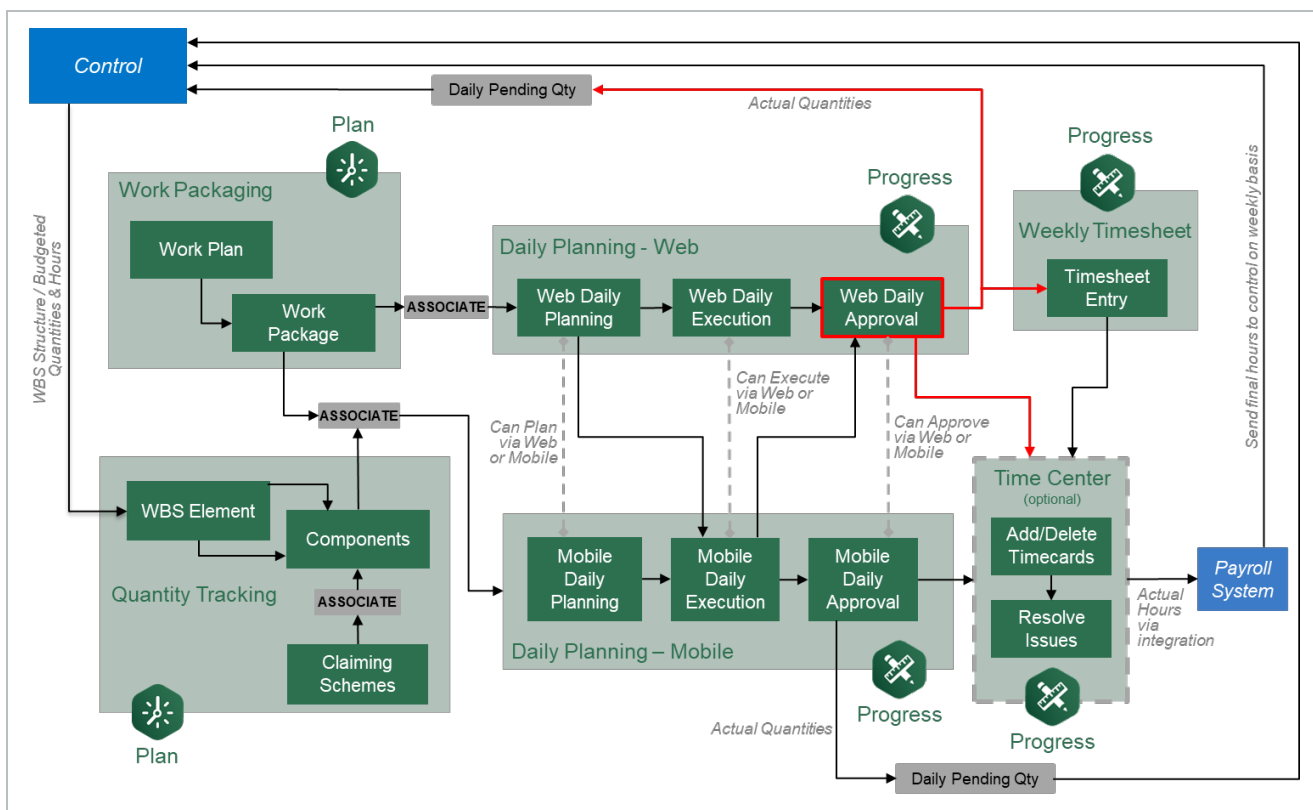 Control
Daily Pending Qty
Actual Quantities
Plan
Progress
Progress
Work Packaging
Work Plan
Work
Package
ASSOCIATE
Daily Planning - Web
Web Daily
Planning
Web Daily
Execution
Web Daily
Approval
Weekly Timesheet
Timesheet
Entry
WBS Structure / Budgeted
Quantities & Hours
Send final hours to control on weekly basis
Can Plan
via Web
or Mobile
Can Execute
via Web or
Mobile
Can Approve
via Web or
Mobile
ASSOCIATE
WBS Element
Components
ASSOCIATE
Quantity Tracking
Claiming
Schemes
Plan
Mobile
Daily
Planning
Mobile
Daily
Execution
Mobile
Daily
Approval
Daily Planning – Mobile
Progress
Time Center
(optional)
Add/Delete
Timecards
Resolve
Issues
Progress
Actual
Hours
via
integration
Payroll
System
Actual Quantities
Daily Pending Qty